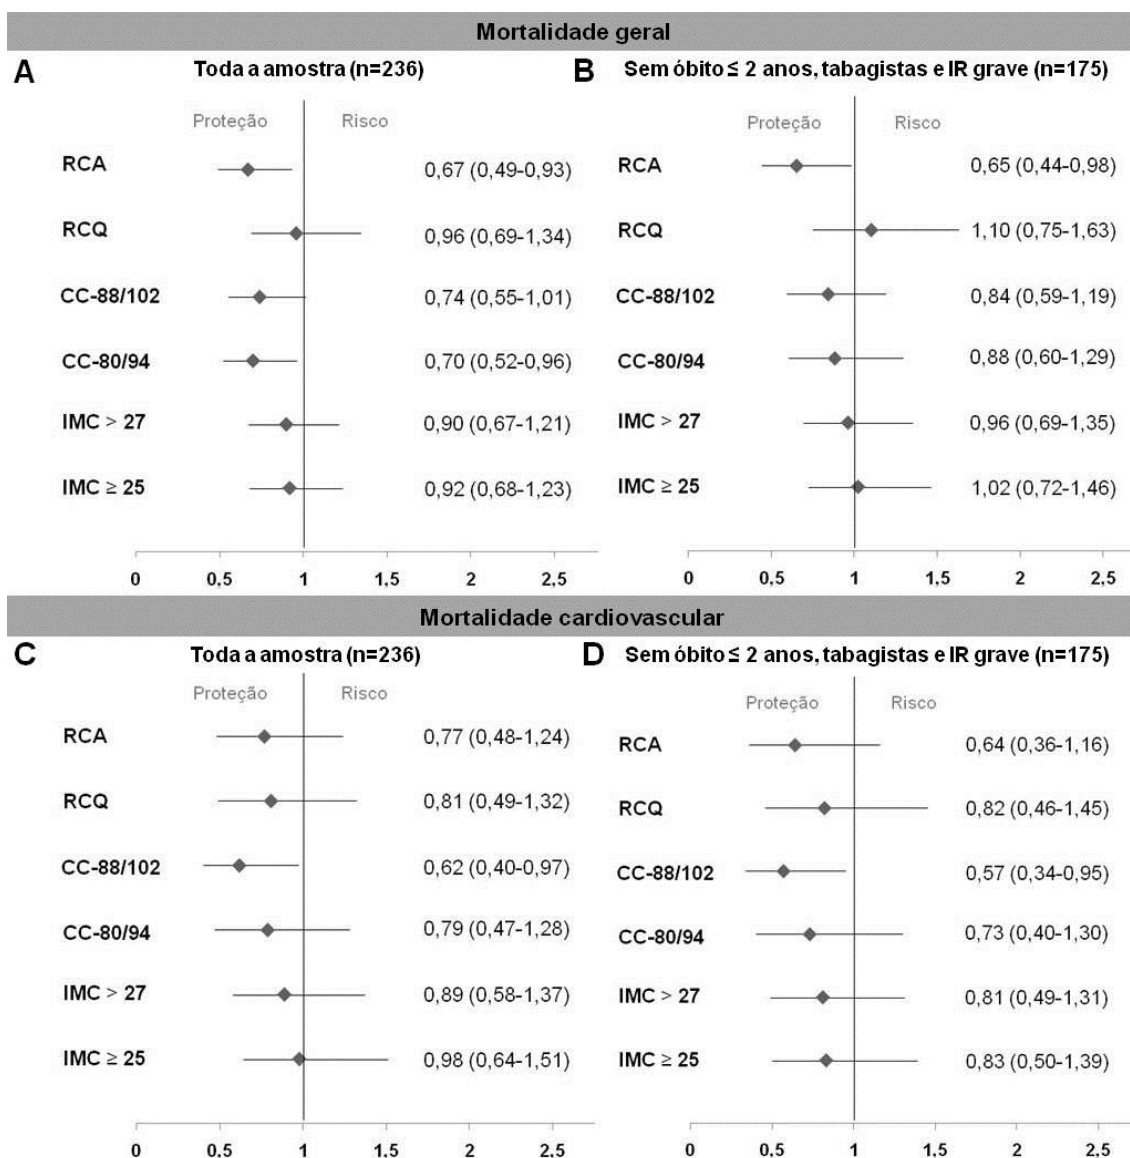 Mortalidade geral
A Toda a amostra (n=236)
Proteção Risco
RCA 0,67 (0,49-0,93)
RCQ 0,96 (0,69-1,34)
CC-88/102 0,74 (0,55-1,01)
CC-80/94 0,70 (0,52-0,96)
IMC > 27 0,90 (0,67-1,21)
IMC ≥ 25 0,92 (0,68-1,23)
0 0,5 1 1,5 2 2,5
B Sem óbito ≤ 2 anos, tabagistas e IR grave (n=175)
Proteção Risco
RCA 0,65 (0,44-0,98)
RCQ 1,10 (0,75-1,63)
CC-88/102 0,84 (0,59-1,19)
CC-80/94 0,88 (0,60-1,29)
IMC > 27 0,96 (0,69-1,35)
IMC ≥ 25 1,02 (0,72-1,46)
0 0,5 1 1,5 2 2,5
Mortalidade cardiovascular
C Toda a amostra (n=236)
Proteção Risco
RCA 0,77 (0,48-1,24)
RCQ 0,81 (0,49-1,32)
CC-88/102 0,62 (0,40-0,97)
CC-80/94 0,79 (0,47-1,28)
IMC > 27 0,89 (0,58-1,37)
IMC ≥ 25 0,98 (0,64-1,51)
0 0,5 1 1,5 2 2,5
D Sem óbito ≤ 2 anos, tabagistas e IR grave (n=175)
Proteção Risco
RCA 0,64 (0,36-1,16)
RCQ 0,82 (0,46-1,45)
CC-88/102 0,57 (0,34-0,95)
CC-80/94 0,73 (0,40-1,30)
IMC > 27 0,81 (0,49-1,31)
IMC ≥ 25 0,83 (0,50-1,39)
0 0,5 1 1,5 2 2,5